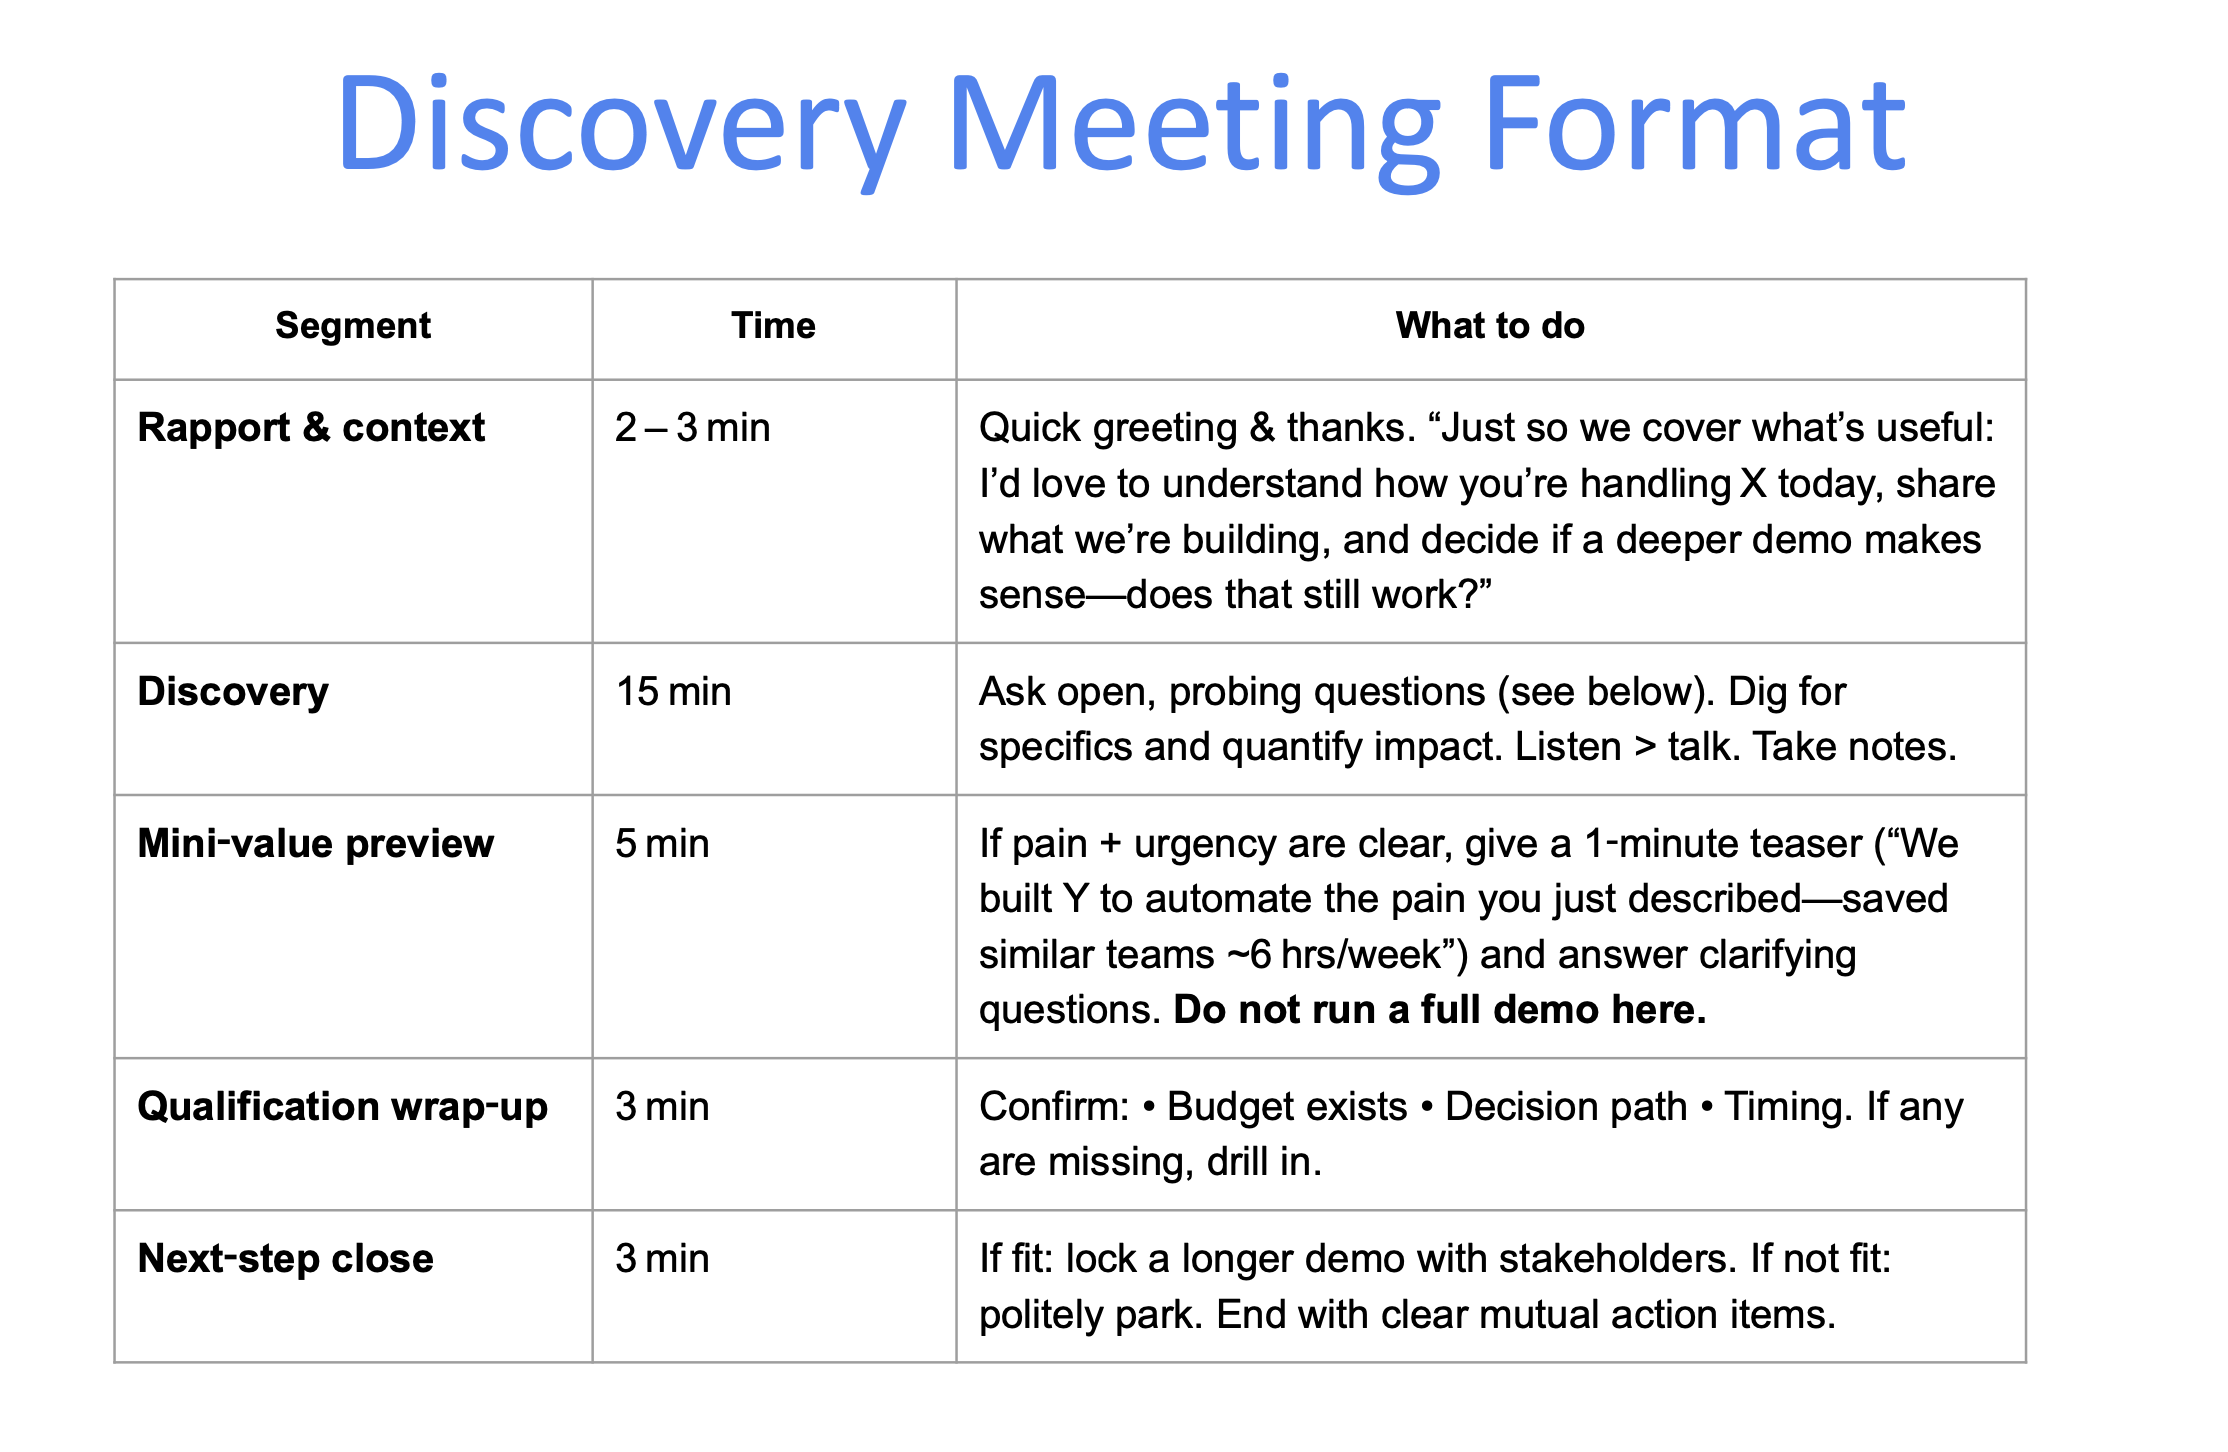 Discovery Meeting Format
Segment
Time
What to do
Rapport & context
2 – 3 min
Quick greeting & thanks. “Just so we cover what’s useful:
I’d love to understand how you’re handling X today, share
what we’re building, and decide if a deeper demo makes
sense—does that still work?”
Discovery
15 min
Ask open, probing questions (see below). Dig for
specifics and quantify impact. Listen > talk. Take notes.
Mini-value preview
5 min
If pain + urgency are clear, give a 1-minute teaser (“We
built Y to automate the pain you just described—saved
similar teams ~6 hrs/week”) and answer clarifying
questions. Do not run a full demo here.
Qualification wrap-up
3 min
Confirm: • Budget exists • Decision path • Timing. If any
are missing, drill in.
Next-step close
3 min
If fit: lock a longer demo with stakeholders. If not fit:
politely park. End with clear mutual action items.